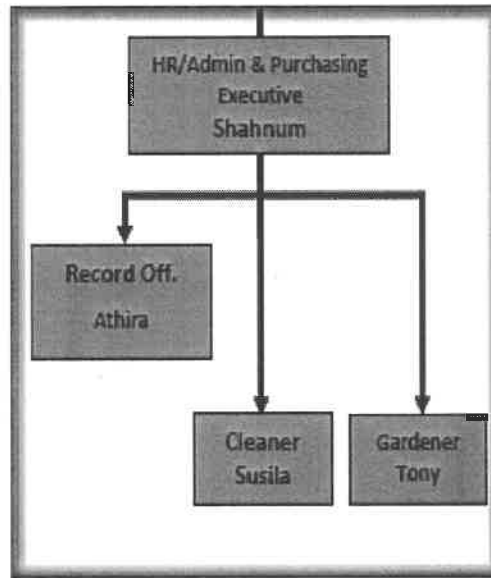 HR/Admin & Purchasing
Executive
Shahnum
Record Off.
Athira
Cleaner
Susila
Gardener
Tony